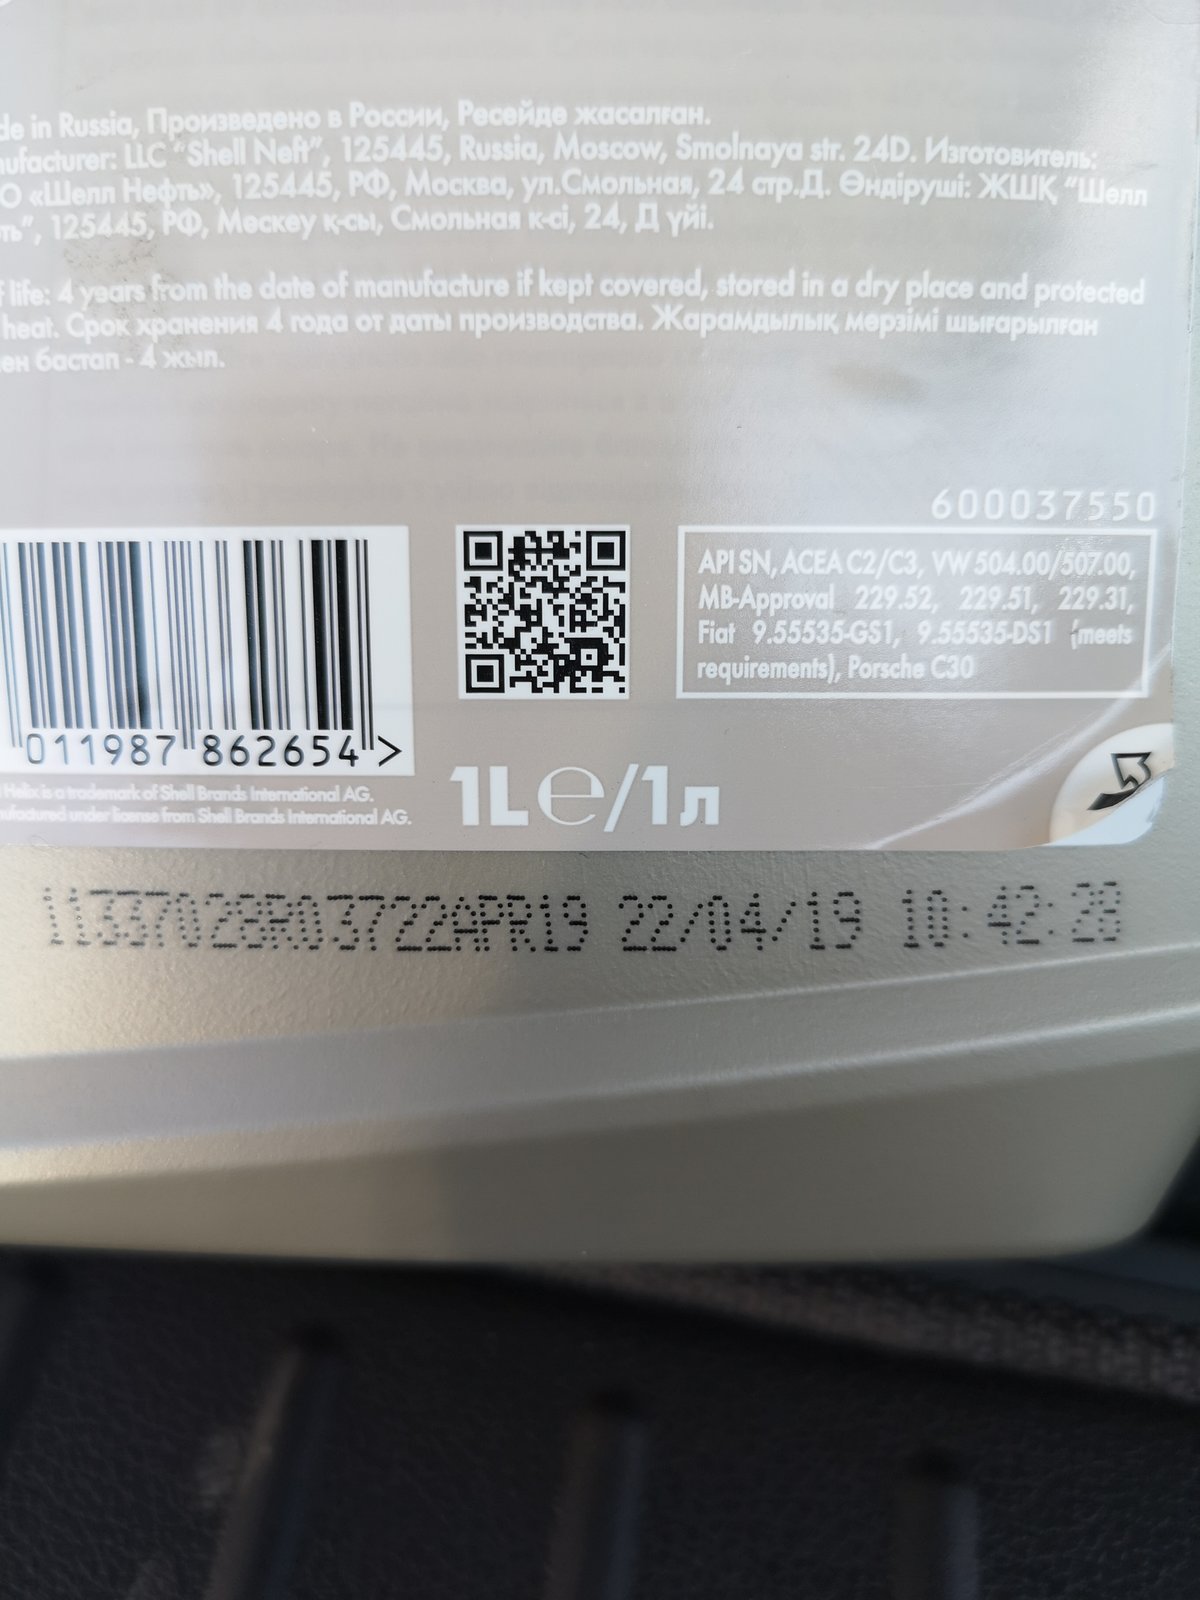 de in Russia, Произведено в России, Ресейде жасалған.
nufacturer: LLC "Shell Neft", 125445, Russia, Moscow, Smolnaya str. 24D. Изготовитель:
О «Шелл Нефть», 125445, РФ, Москва, ул.Смольная, 24 стр.Д. Өндіруші: ЖШҚ "Шелл
ть", 125445, РФ, Мәскеу қ-сы, Смольная к-сі, 24, Д үйі.
f life: 4 years from the date of manufacture if kept covered, stored in a dry place and protected
heat. Срок хранения 4 года от даты производства. Жарамдылық мерзімі шығарылған
ен бастап - 4 жыл.
600037550
API SN, ACEA C2/C3, VW 504.00/507.00,
MB-Approval 229.52, 229.51, 229.31,
Fiat 9.55535-GS1, 9.55535-DS1 (meets
requirements), Porsche C30
011987 862654 >
Helix is a trademark of Shell Brands International AG.
nufactured under license from Shell Brands International AG.
1L e/1л
11337028R03722APR19 22/04/19 10:42:28